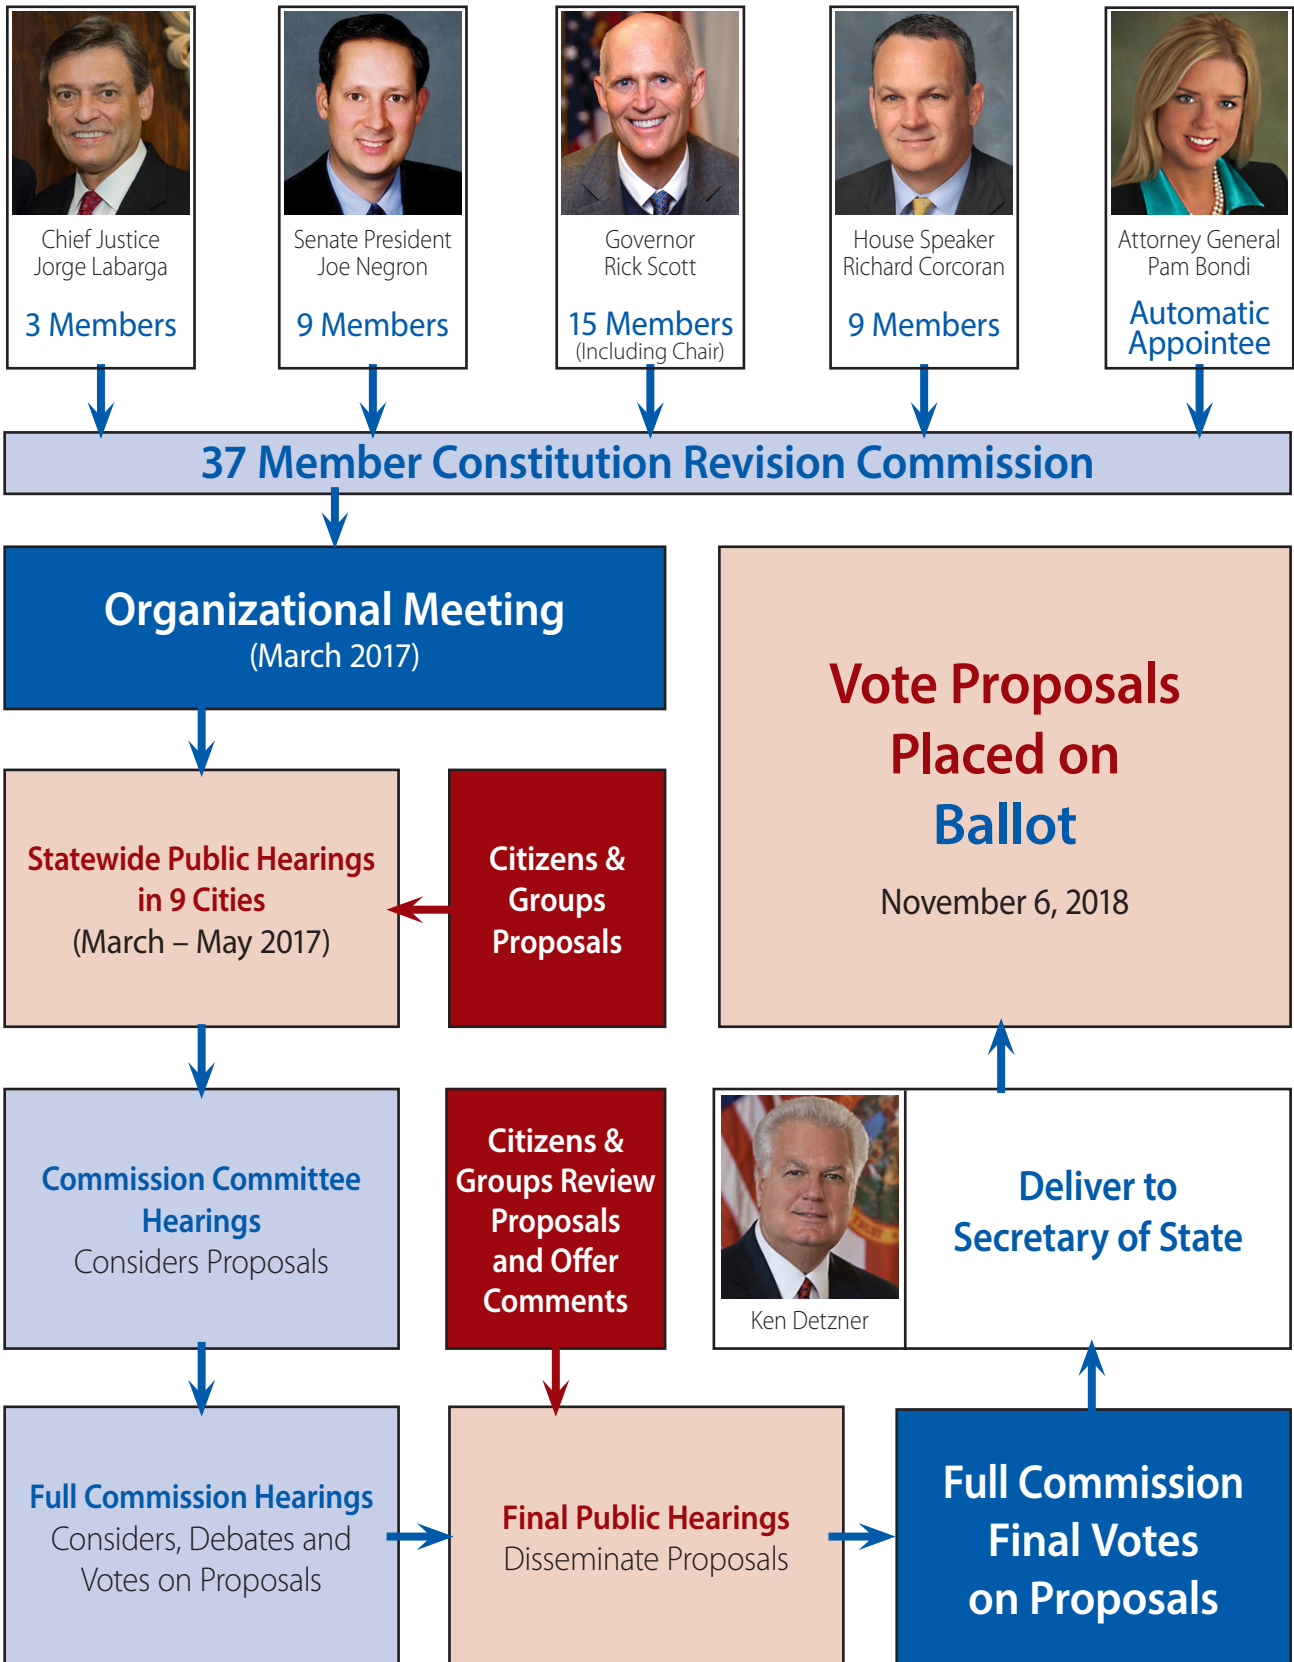 Chief Justice
Jorge Labarga
3 Members
Senate President
Joe Negron
9 Members
Governor
Rick Scott
15 Members
(Including Chair)
House Speaker
Richard Corcoran
9 Members
Attorney General
Pam Bondi
Automatic
Appointee
37 Member Constitution Revision Commission
Organizational Meeting
(March 2017)
Statewide Public Hearings
in 9 Cities
(March – May 2017)
Citizens &
Groups
Proposals
Commission Committee
Hearings
Considers Proposals
Full Commission Hearings
Considers, Debates and
Votes on Proposals
Citizens &
Groups Review
Proposals
and Offer
Comments
Final Public Hearings
Disseminate Proposals
Full Commission
Final Votes
on Proposals
Ken Detzner
Deliver to
Secretary of State
Vote Proposals
Placed on
Ballot
November 6, 2018